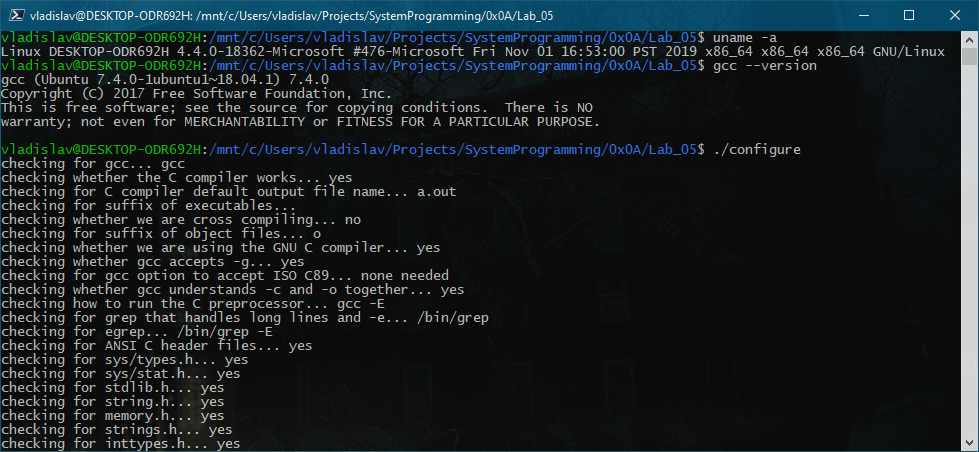 vladislav@DESKTOP-ODR692H: /mnt/c/Users/vladislav/Projects/SystemProgramming/0x0A/Lab_05
vladislav@DESKTOP-ODR692H:/mnt/c/Users/vladislav/Projects/SystemProgramming/0x0A/Lab_05$ uname -a
Linux DESKTOP-ODR692H 4.4.0-18362-Microsoft #476-Microsoft Fri Nov 01 16:53:00 PST 2019 x86_64 x86_64 x86_64 GNU/Linux
vladislav@DESKTOP-ODR692H:/mnt/c/Users/vladislav/Projects/SystemProgramming/0x0A/Lab_05$ gcc --version
gcc (Ubuntu 7.4.0-1ubuntu1~18.04.1) 7.4.0
Copyright (C) 2017 Free Software Foundation, Inc.
This is free software; see the source for copying conditions.  There is NO
warranty; not even for MERCHANTABILITY or FITNESS FOR A PARTICULAR PURPOSE.
vladislav@DESKTOP-ODR692H:/mnt/c/Users/vladislav/Projects/SystemProgramming/0x0A/Lab_05$ ./configure
checking for gcc... gcc
checking whether the C compiler works... yes
checking for C compiler default output file name... a.out
checking for suffix of executables...
checking whether we are cross compiling... no
checking for suffix of object files... o
checking whether we are using the GNU C compiler... yes
checking whether gcc accepts -g... yes
checking for gcc option to accept ISO C89... none needed
checking whether gcc understands -c and -o together... yes
checking how to run the C preprocessor... gcc -E
checking for grep that handles long lines and -e... /bin/grep
checking for egrep... /bin/grep -E
checking for ANSI C header files... yes
checking for sys/types.h... yes
checking for sys/stat.h... yes
checking for stdlib.h... yes
checking for string.h... yes
checking for memory.h... yes
checking for strings.h... yes
checking for inttypes.h... yes